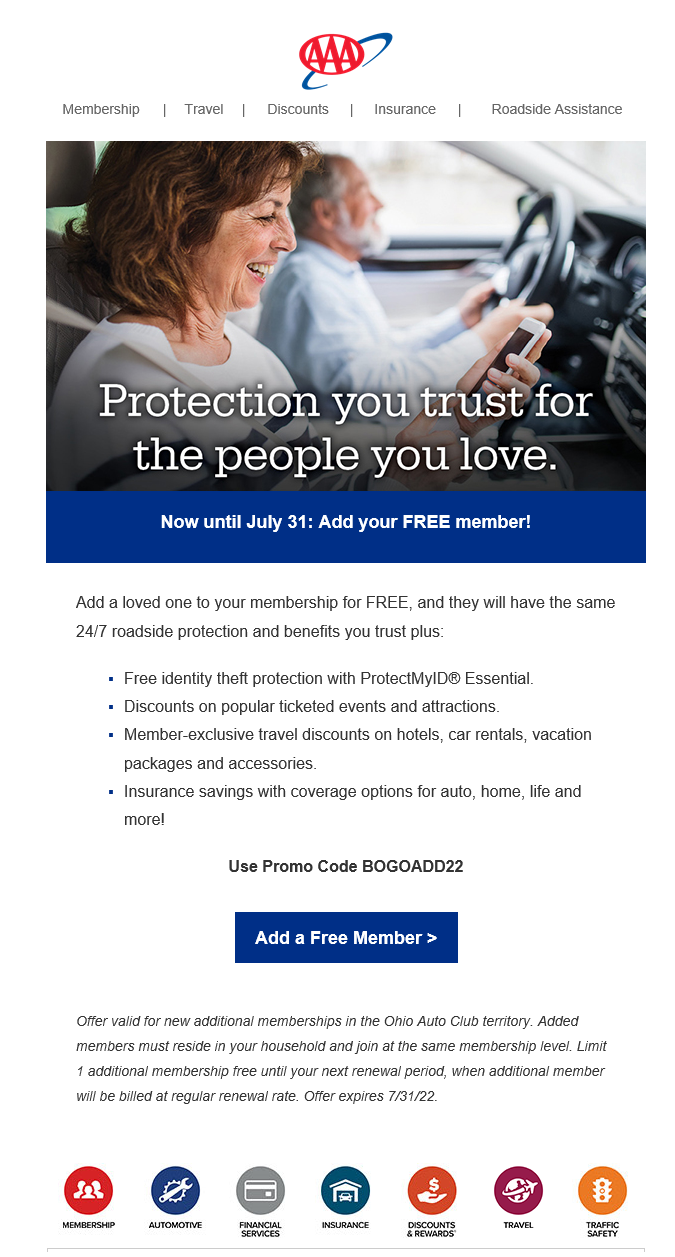 AAA
Membership | Travel | Discounts | Insurance | Roadside Assistance
Protection you trust for
the people you love.
Now until July 31: Add your FREE member!
Add a loved one to your membership for FREE, and they will have the same
24/7 roadside protection and benefits you trust plus:
▪ Free identity theft protection with ProtectMyID® Essential.
▪ Discounts on popular ticketed events and attractions.
▪ Member-exclusive travel discounts on hotels, car rentals, vacation
packages and accessories.
▪ Insurance savings with coverage options for auto, home, life and
more!
Use Promo Code BOGOADD22
Add a Free Member >
Offer valid for new additional memberships in the Ohio Auto Club territory. Added
members must reside in your household and join at the same membership level. Limit
1 additional membership free until your next renewal period, when additional member
will be billed at regular renewal rate. Offer expires 7/31/22.
MEMBERSHIP AUTOMOTIVE FINANCIAL SERVICES INSURANCE DISCOUNTS & REWARDS TRAVEL TRAFFIC SAFETY